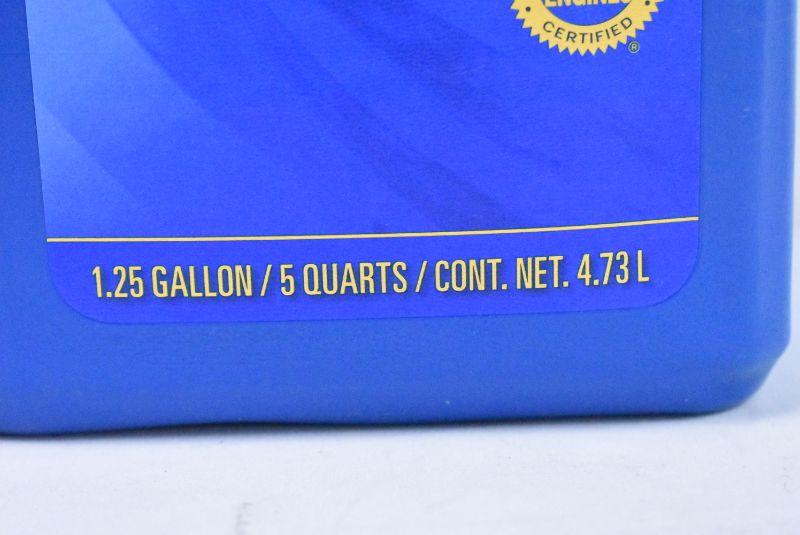 ENGINES
CERTIFIED
®
1.25 GALLON / 5 QUARTS / CONT. NET. 4.73 L